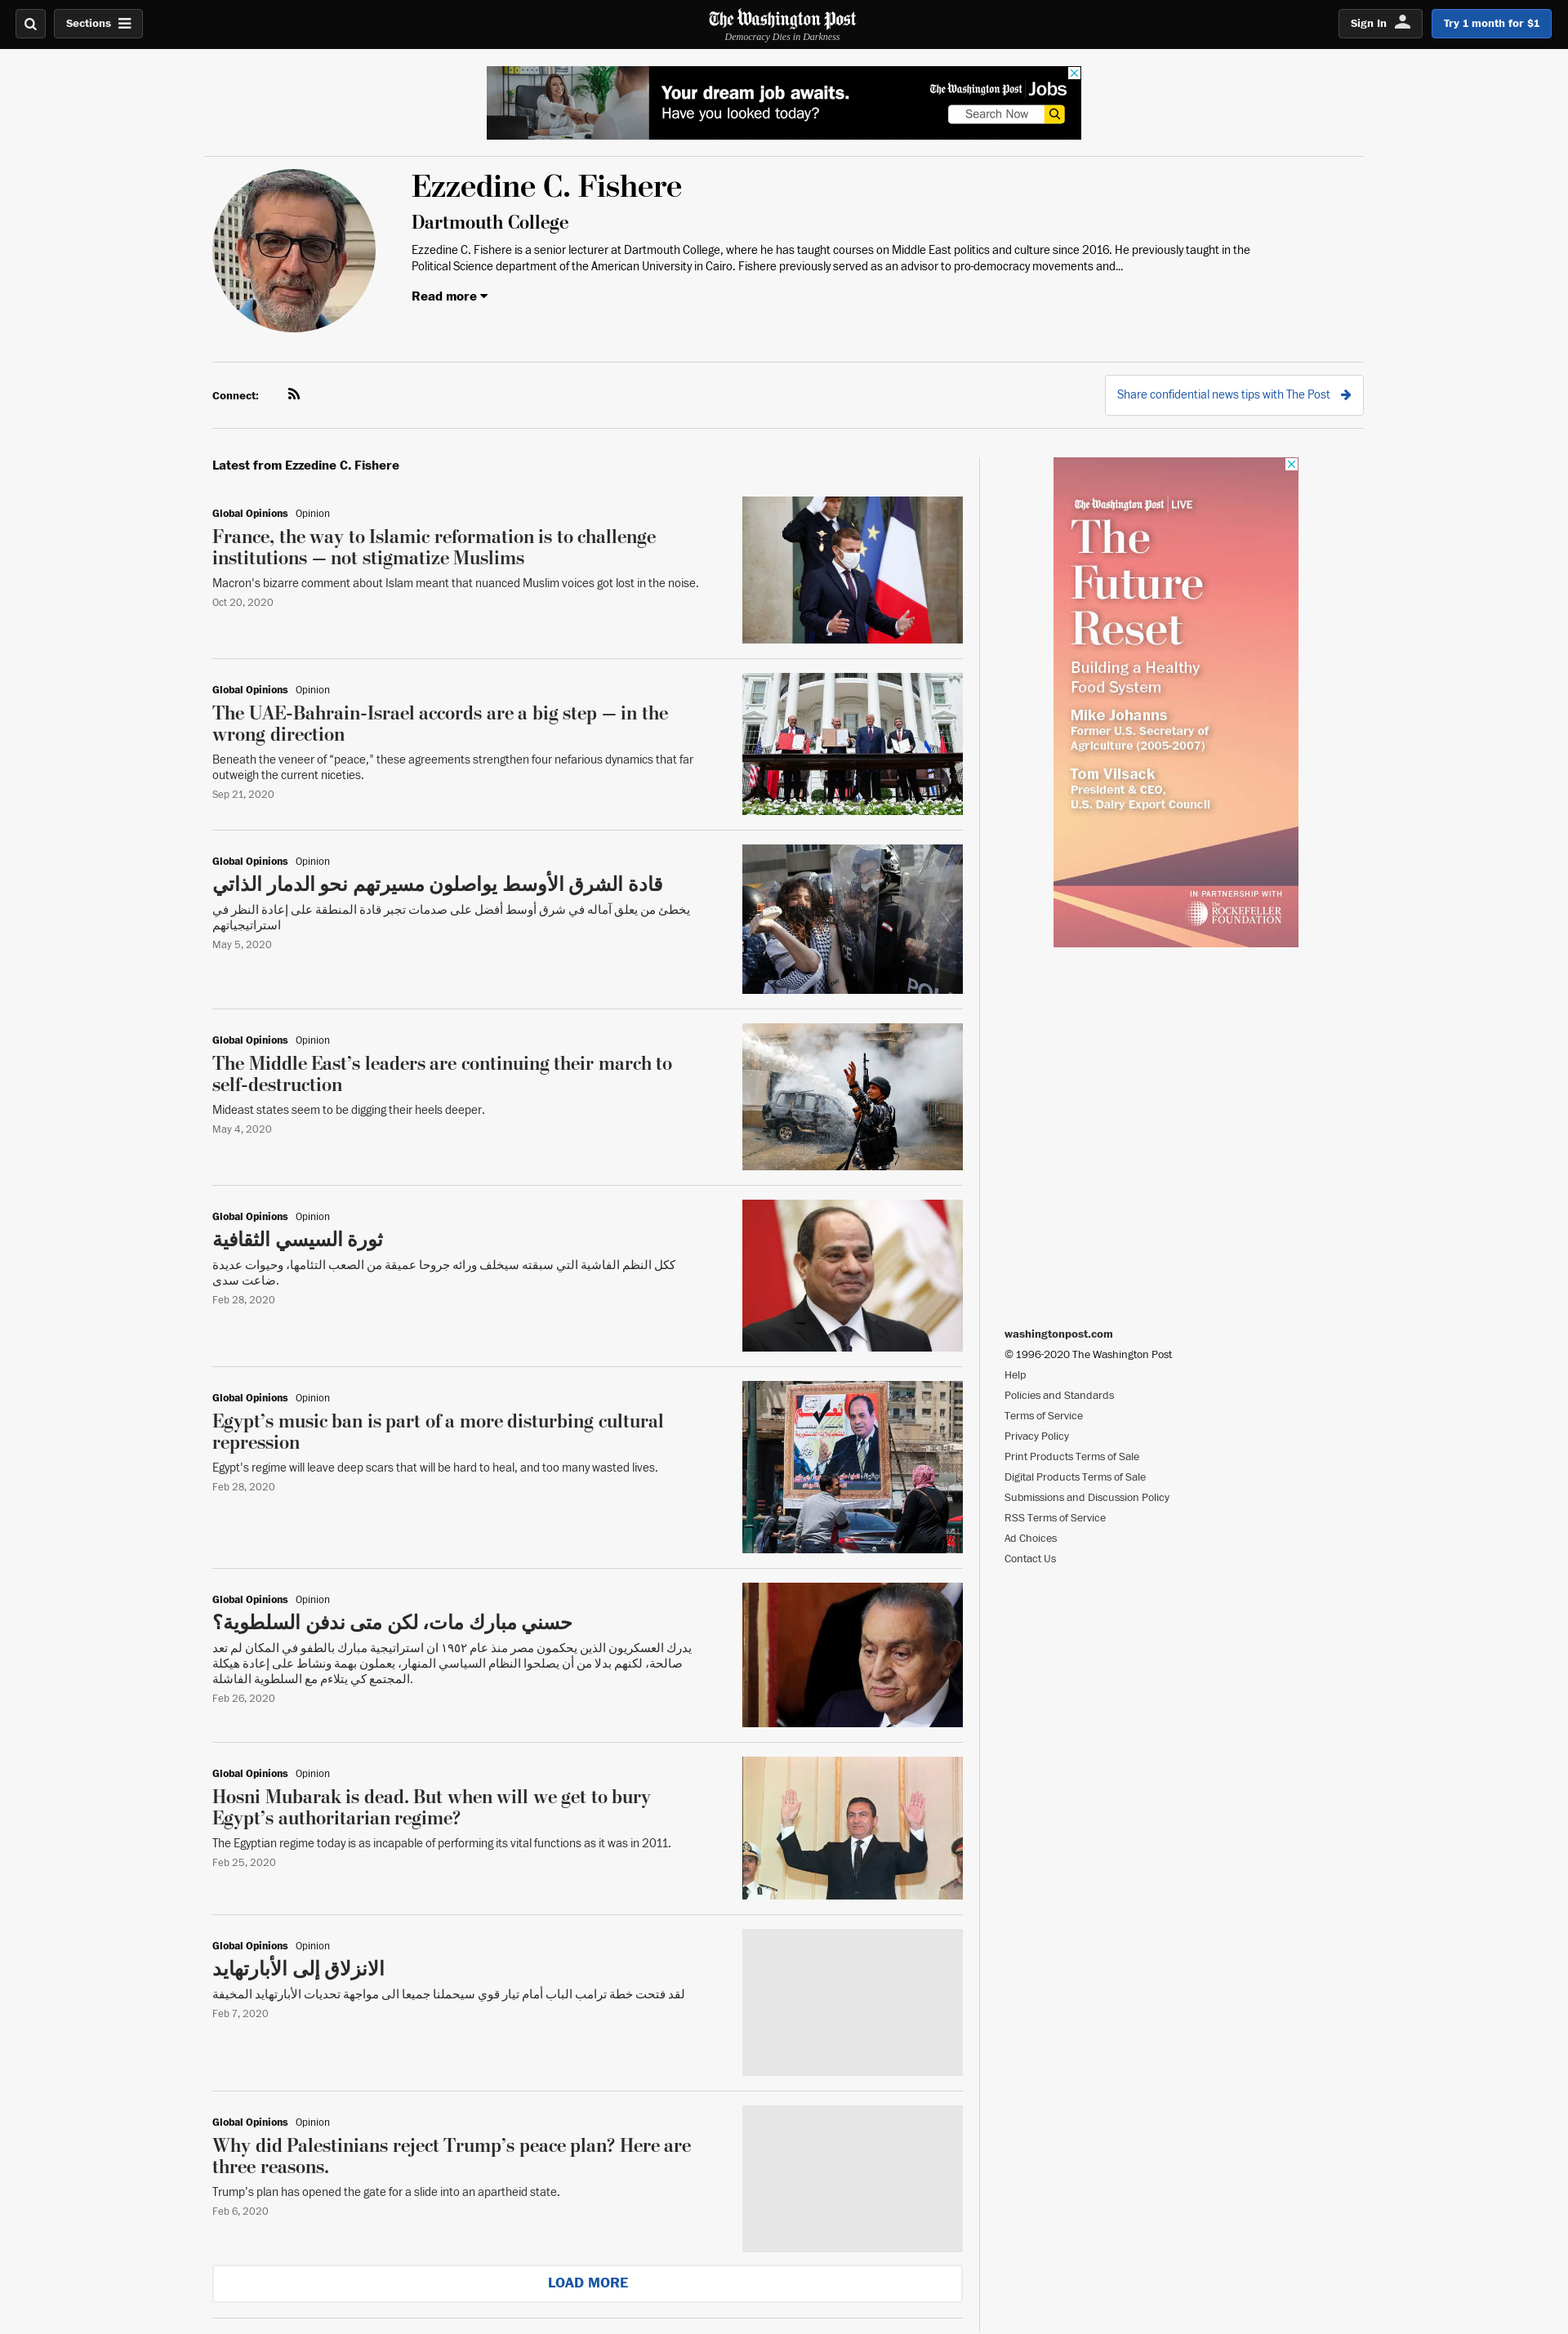 Sections
The Washington Post
Democracy Dies in Darkness
Sign In
Try 1 month for $1
Your dream job awaits.
Have you looked today?
The Washington Post Jobs
Search Now
Ezzedine C. Fishere
Dartmouth College
Ezzedine C. Fishere is a senior lecturer at Dartmouth College, where he has taught courses on Middle East politics and culture since 2016. He previously taught in the
Political Science department of the American University in Cairo. Fishere previously served as an advisor to pro-democracy movements and...
Read more
Connect:
Share confidential news tips with The Post
Latest from Ezzedine C. Fishere
Global Opinions Opinion
France, the way to Islamic reformation is to challenge
institutions — not stigmatize Muslims
Macron's bizarre comment about Islam meant that nuanced Muslim voices got lost in the noise.
Oct 20, 2020
Global Opinions Opinion
The UAE-Bahrain-Israel accords are a big step — in the
wrong direction
Beneath the veneer of “peace," these agreements strengthen four nefarious dynamics that far
outweigh the current niceties.
Sep 21, 2020
Global Opinions Opinion
قادة الشرق الأوسط يواصلون مسيرتهم نحو الدمار الذاتي
يخطئ من يعلق آماله في شرق أوسط أفضل على صدمات تجبر قادة المنطقة على إعادة النظر في
استراتيجياتهم
May 5, 2020
Global Opinions Opinion
The Middle East’s leaders are continuing their march to
self-destruction
Mideast states seem to be digging their heels deeper.
May 4, 2020
Global Opinions Opinion
ثورة السيسي الثقافية
ككل النظم الفاشية التي سبقته سيخلف ورائه جروحا عميقة من الصعب التئامها، وحيوات عديدة
ضاعت سدى.
Feb 28, 2020
Global Opinions Opinion
Egypt’s music ban is part of a more disturbing cultural
repression
Egypt's regime will leave deep scars that will be hard to heal, and too many wasted lives.
Feb 28, 2020
Global Opinions Opinion
حسني مبارك مات، لكن متى ندفن السلطوية؟
يدرك العسكريون الذين يحكمون مصر منذ عام ١٩٥٢ ان استراتيجية مبارك بالطفو في المكان لم تعد
صالحة، لكنهم بدلا من أن يصلحوا النظام السياسي المنهار، يعملون بهمة ونشاط على إعادة هيكلة
المجتمع كي يتلاءم مع السلطوية الفاشلة.
Feb 26, 2020
Global Opinions Opinion
Hosni Mubarak is dead. But when will we get to bury
Egypt’s authoritarian regime?
The Egyptian regime today is as incapable of performing its vital functions as it was in 2011.
Feb 25, 2020
Global Opinions Opinion
الانزلاق إلى الأبارتهايد
لقد فتحت خطة ترامب الباب أمام تيار قوي سيحملنا جميعا الى مواجهة تحديات الأبارتهايد المخيفة
Feb 7, 2020
Global Opinions Opinion
Why did Palestinians reject Trump’s peace plan? Here are
three reasons.
Trump’s plan has opened the gate for a slide into an apartheid state.
Feb 6, 2020
LOAD MORE
The Washington Post LIVE
The
Future
Reset
Building a Healthy
Food System
Mike Johanns
Former U.S. Secretary of
Agriculture (2005-2007)
Tom Vilsack
President & CEO,
U.S. Dairy Export Council
IN PARTNERSHIP WITH
The
ROCKEFELLER
FOUNDATION
washingtonpost.com
© 1996-2020 The Washington Post
Help
Policies and Standards
Terms of Service
Privacy Policy
Print Products Terms of Sale
Digital Products Terms of Sale
Submissions and Discussion Policy
RSS Terms of Service
Ad Choices
Contact Us